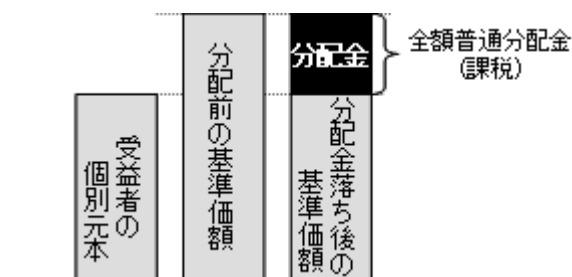 受益者の
個別元本
分配前の基準価額
分配金
分配金落ち後の
基準価額
全額普通分配金
(課税)